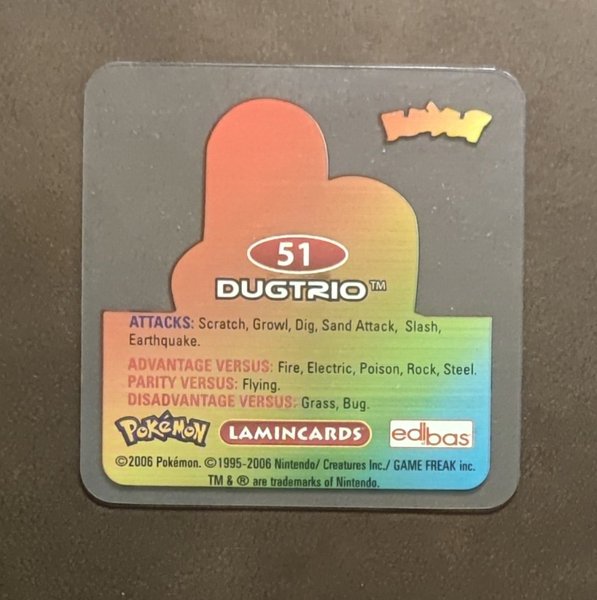 51
DUGTRIO™
ATTACKS: Scratch, Growl, Dig, Sand Attack, Slash,
Earthquake.
ADVANTAGE VERSUS: Fire, Electric, Poison, Rock, Steel.
PARITY VERSUS: Flying.
DISADVANTAGE VERSUS: Grass, Bug.
POKéMON LAMINCARDS edibas
©2006 Pokémon. ©1995-2006 Nintendo/ Creatures Inc./ GAME FREAK inc.
TM & ® are trademarks of Nintendo.